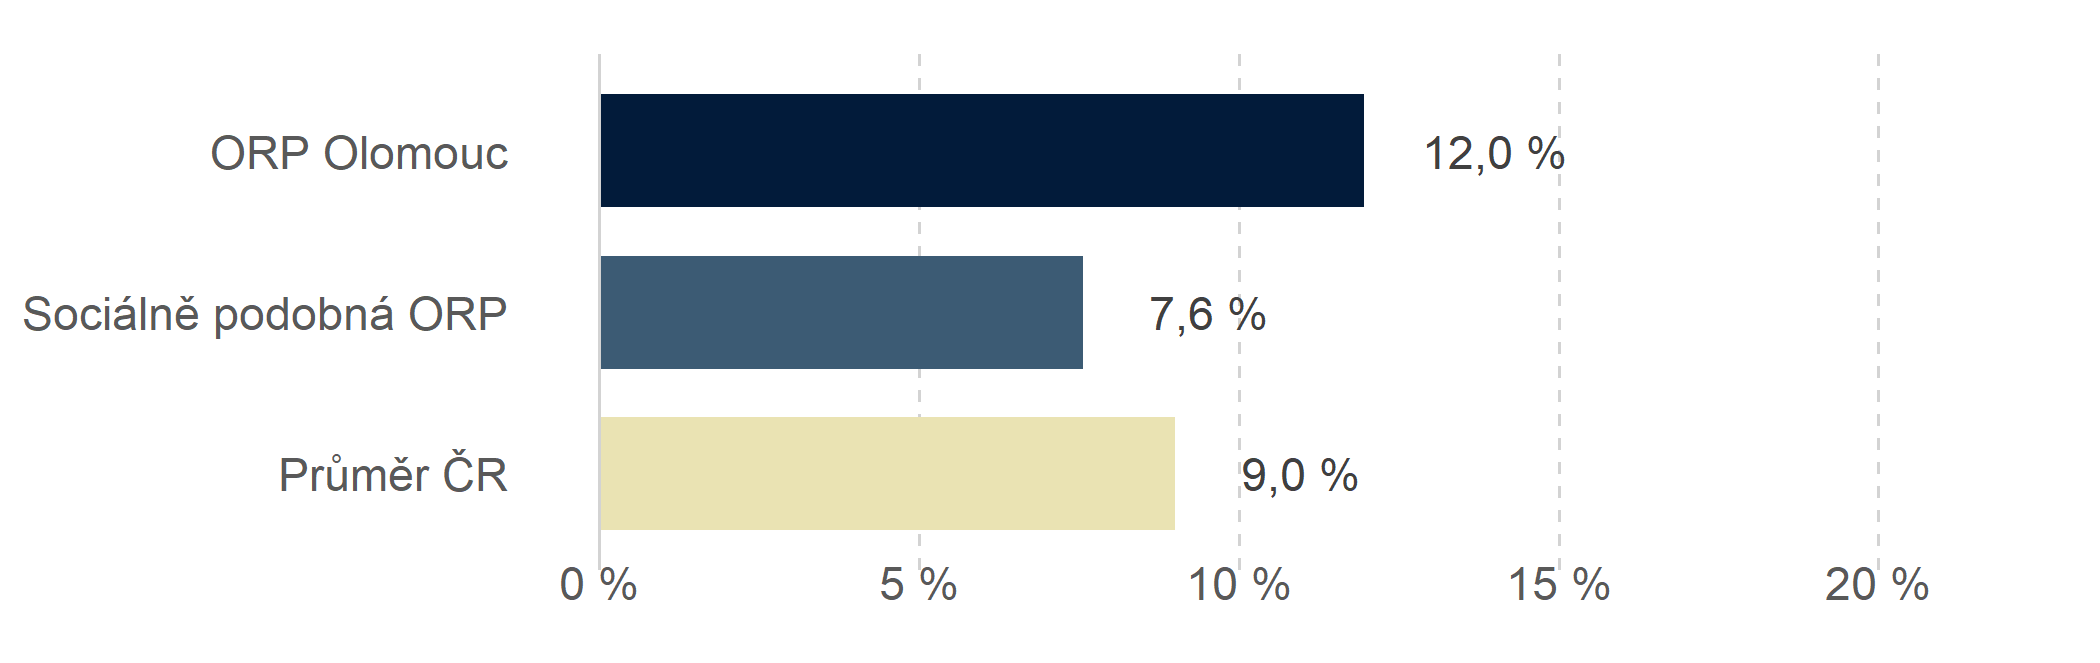 ORP Olomouc
12,0 %
Sociálně podobná ORP
7,6 %
Průměr ČR
9,0 %
0 %
5 %
10 %
15 %
20 %